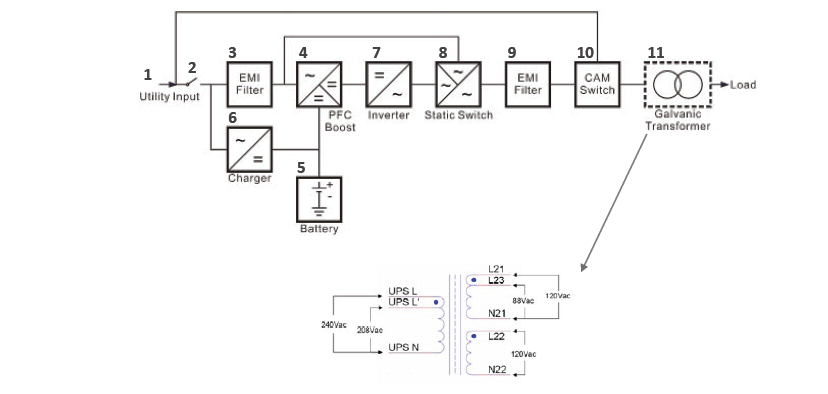 1
2
Utility Input
3
EMI
Filter
4
PFC
Boost
7
Inverter
8
Static Switch
9
EMI
Filter
10
CAM
Switch
11
Galvanic
Transformer
Load
6
Charger
5
+
-
Battery
UPS L
UPS L'
UPS N
240Vac
208Vac
L21
L23
N21
88Vac
120Vac
L22
N22
120Vac